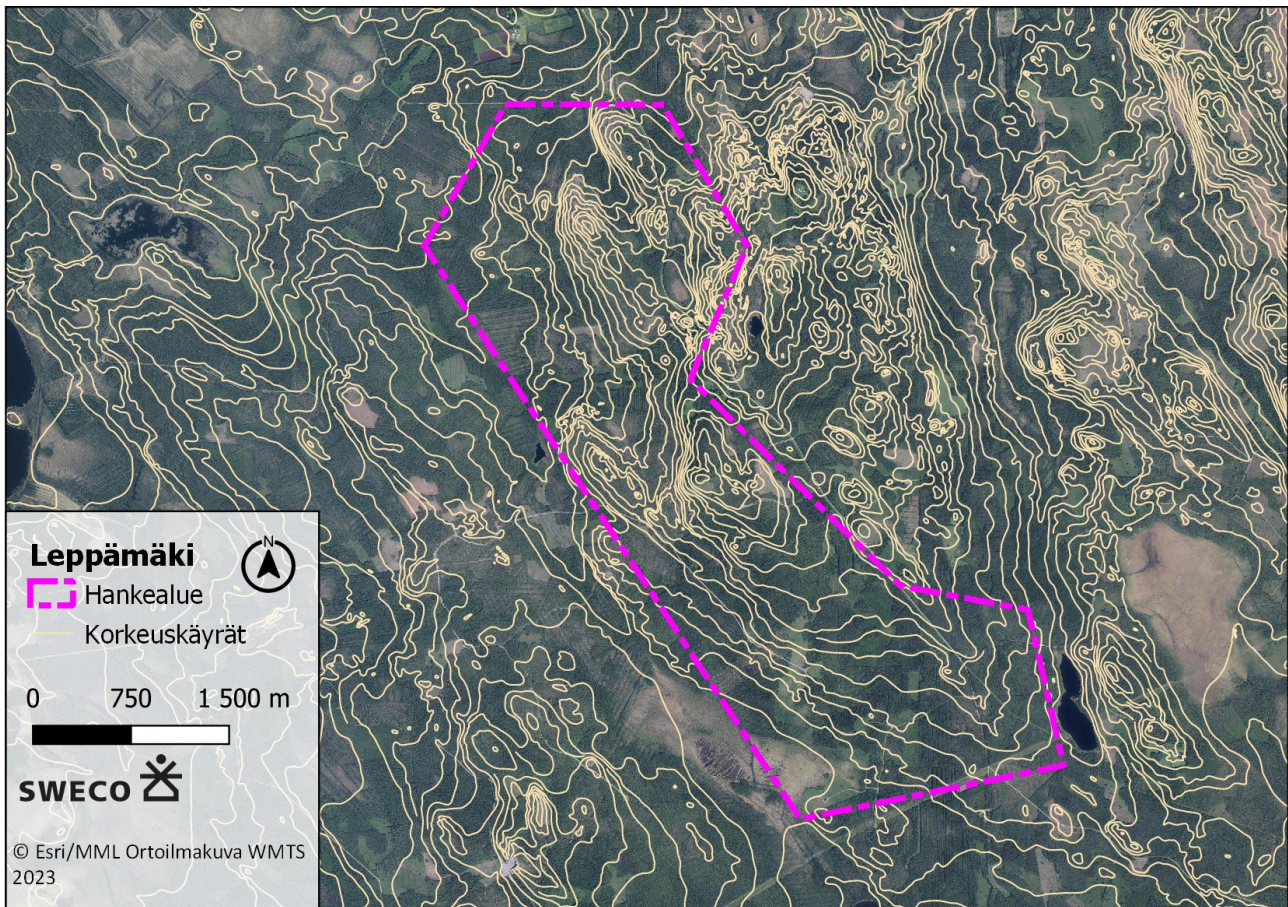 Leppämäki
N
Hankealue
Korkeuskäyrät
0 750 1 500 m
SWECO
© Esri/MML Ortoilmakuva WMTS
2023